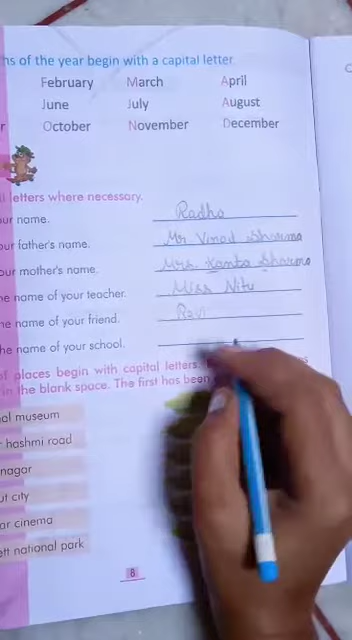 hs of the year begin with a capital letter.
February March April
June July August
r October November December
l letters where necessary.
ur name. Radha
our father's name. Mr Vinod Sharma
our mother's name. Mrs. Kanta Sharma
he name of your teacher. Miss Nitu
he name of your friend. Ravi
he name of your school.
of places begin with capital letters.
in the blank space. The first has been
al museum
r hashmi road
nagar
ut city
ar cinema
ett national park
8